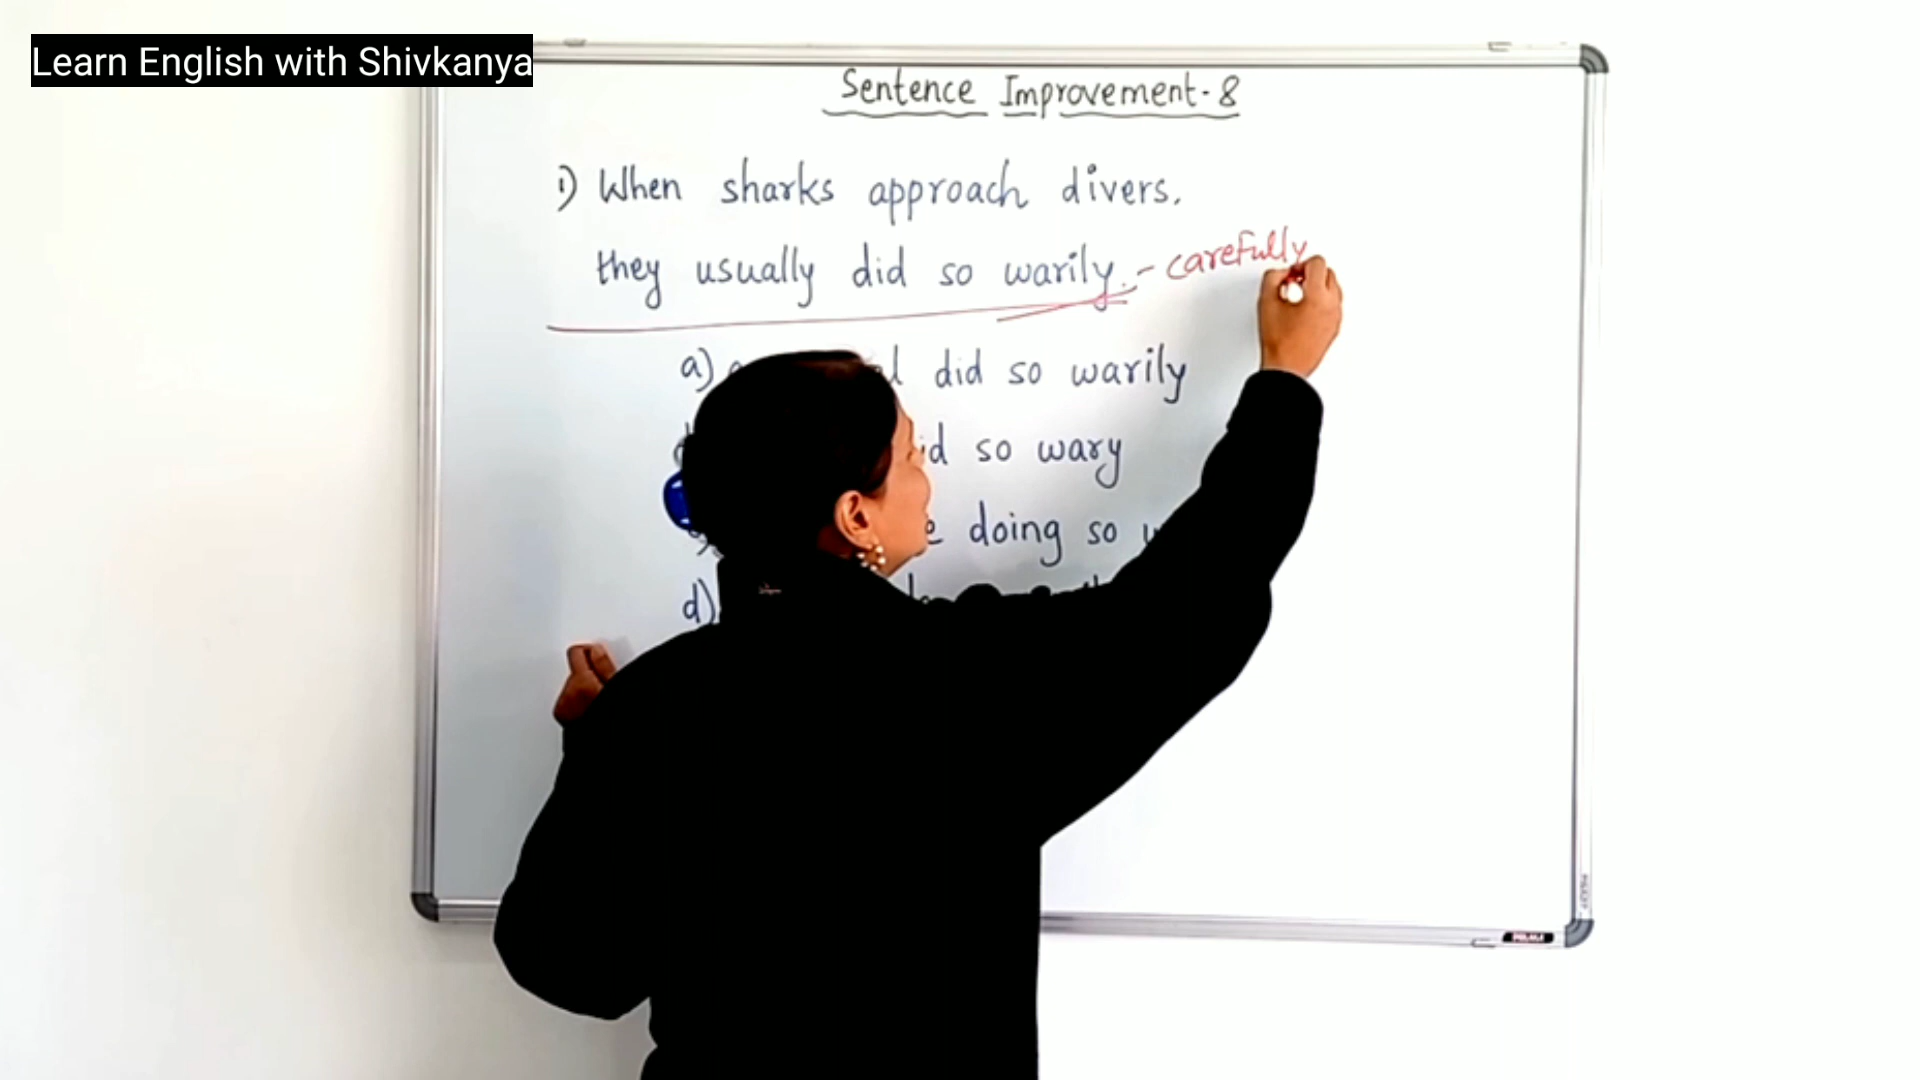 Learn English with Shivkanya
Sentence Improvement-8
1) When sharks approach divers,
they usually did so warily. - carefully
a) did so warily
so wary
doing so
d)